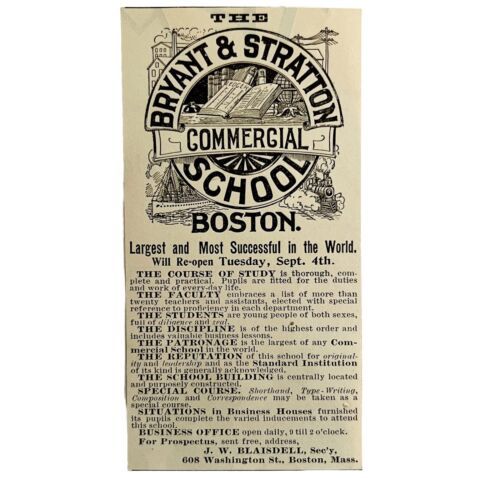 THE
BRYANT & STRATTON
COMMERCIAL
SCHOOL
BOSTON.
Largest and Most Successful in the World.
Will Re-open Tuesday, Sept. 4th.
THE COURSE OF STUDY is thorough, com-
plete and practical. Pupils are fitted for the duties
and work of every-day life.
THE FACULTY embraces a list of more than
twenty teachers and assistants, elected with special
reference to proficiency in each department.
THE STUDENTS are young people of both sexes,
full of diligence and zeal.
THE DISCIPLINE is of the highest order and
includes valuable business lessons.
THE PATRONAGE is the largest of any Com-
mercial School in the world.
THE REPUTATION of this school for original-
ity and leadership and as the Standard Institution
of its kind is generally acknowledged.
THE SCHOOL BUILDING is centrally located
and purposely constructed.
SPECIAL COURSE. Shorthand, Type-Writing,
Composition and Correspondence may be taken as a
special course.
SITUATIONS in Business Houses furnished
its pupils complete the varied inducements to attend
this school.
BUSINESS OFFICE open daily, 9 till 2 o'clock.
For Prospectus, sent free, address,
J. W. BLAISDELL, Sec'y,
608 Washington St., Boston, Mass.